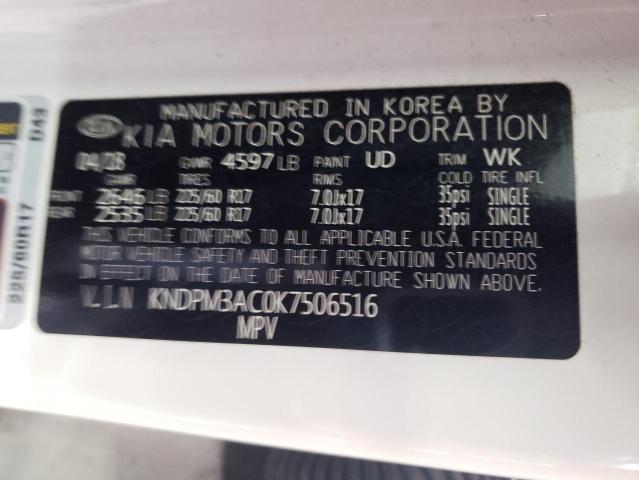 MANUFACTURED IN KOREA BY
KIA MOTORS CORPORATION
04/18 GVWR 4597 LB PAINT UD TRIM WK
GAWR TIRES RIMS COLD TIRE INFL
FRONT 2646 LB 225/60 R17 7.0Jx17 35psi SINGLE
REAR 2535 LB 225/60 R17 7.0Jx17 35psi SINGLE
THIS VEHICLE CONFORMS TO ALL APPLICABLE U.S.A. FEDERAL
MOTOR VEHICLE SAFETY AND THEFT PREVENTION STANDARDS
IN EFFECT ON THE DATE OF MANUFACTURE SHOWN ABOVE.
V.I.N KNDPM3AC0K7506516
MPV
D43
225/60R17